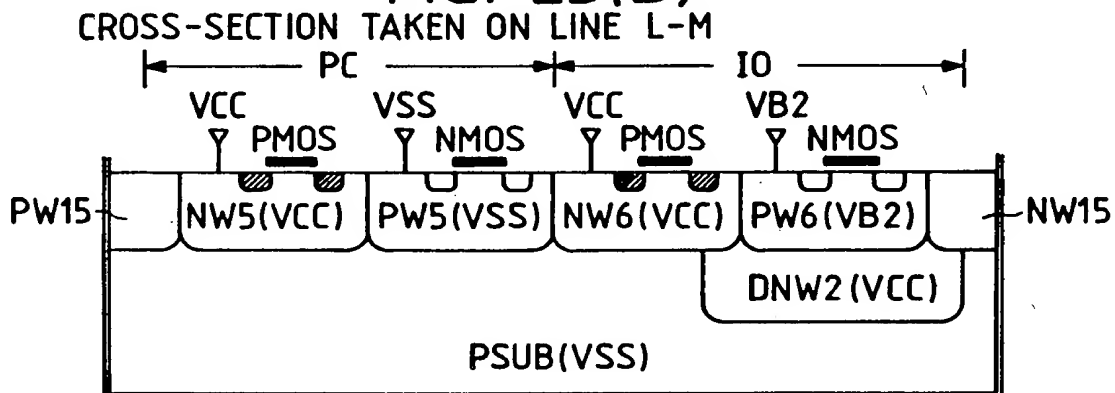 CROSS-SECTION TAKEN ON LINE L-M
PC IO
VCC VSS VCC VB2
PMOS NMOS PMOS NMOS
PW15 NW5(VCC) PW5(VSS) NW6(VCC) PW6(VB2) NW15
DNW2(VCC)
PSUB(VSS)